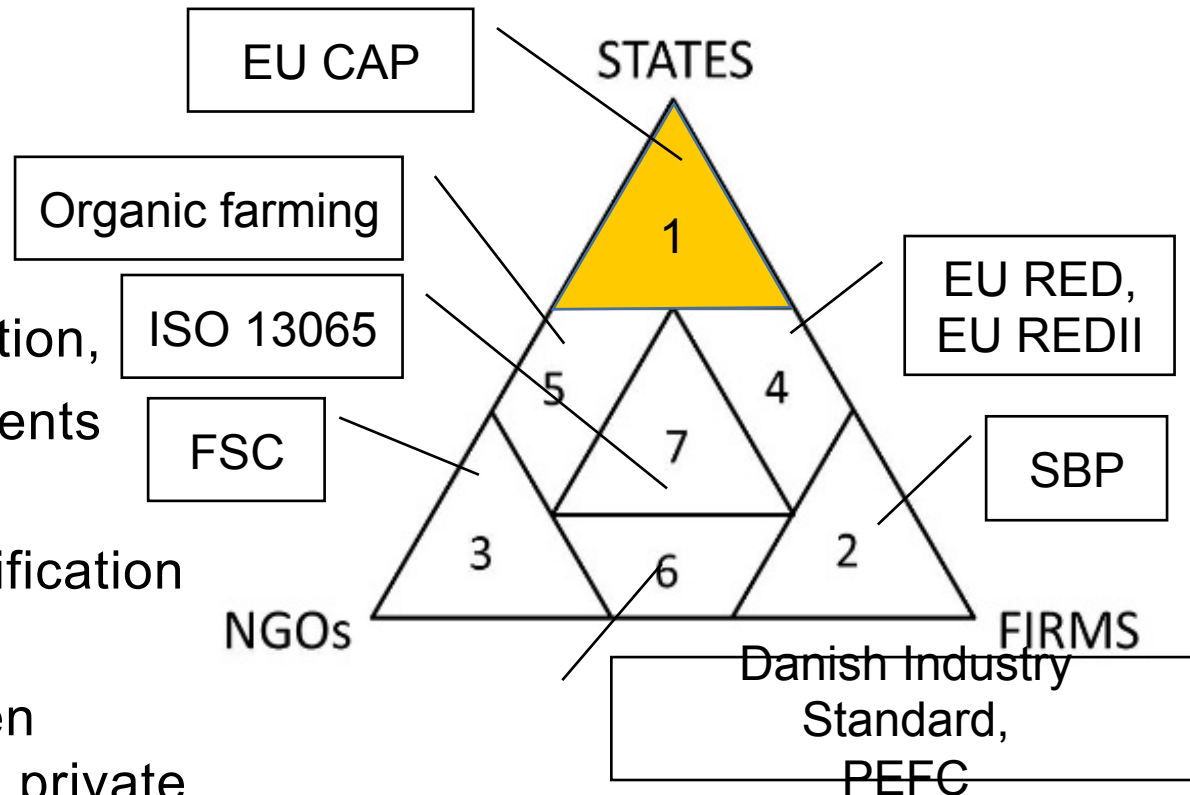 EU CAP
STATES
Organic farming
1
EU RED,
EU REDII
ISO 13065
tion,
5
4
ents
FSC
7
SBP
3
6
2
ification
NGOs
FIRMS
Danish Industry
Standard,
PEFC
en
private